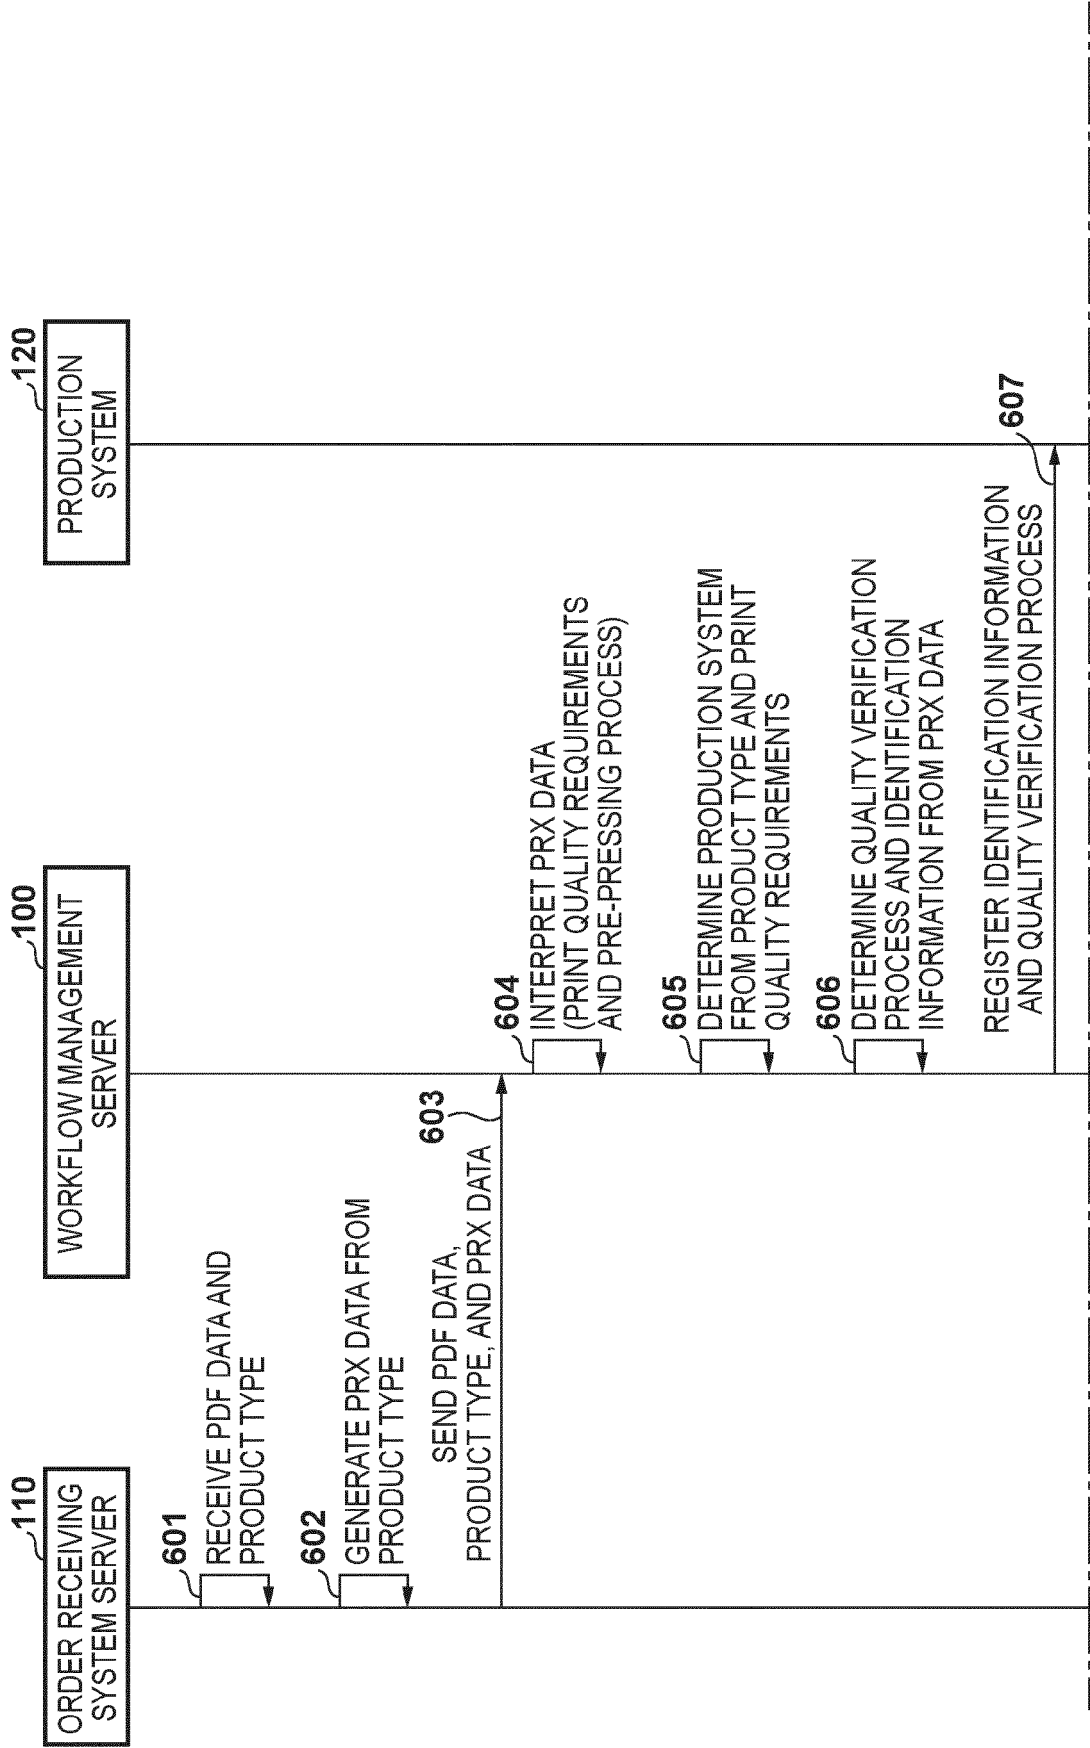 110
ORDER RECEIVING
SYSTEM SERVER
100
WORKFLOW MANAGEMENT
SERVER
120
PRODUCTION
SYSTEM
601
RECEIVE PDF DATA AND
PRODUCT TYPE
602
GENERATE PRX DATA FROM
PRODUCT TYPE
SEND PDF DATA,
PRODUCT TYPE, AND PRX DATA
603
604
INTERPRET PRX DATA
(PRINT QUALITY REQUIREMENTS
AND PRE-PRESSING PROCESS)
605
DETERMINE PRODUCTION SYSTEM
FROM PRODUCT TYPE AND PRINT
QUALITY REQUIREMENTS
606
DETERMINE QUALITY VERIFICATION
PROCESS AND IDENTIFICATION
INFORMATION FROM PRX DATA
REGISTER IDENTIFICATION INFORMATION
AND QUALITY VERIFICATION PROCESS
607